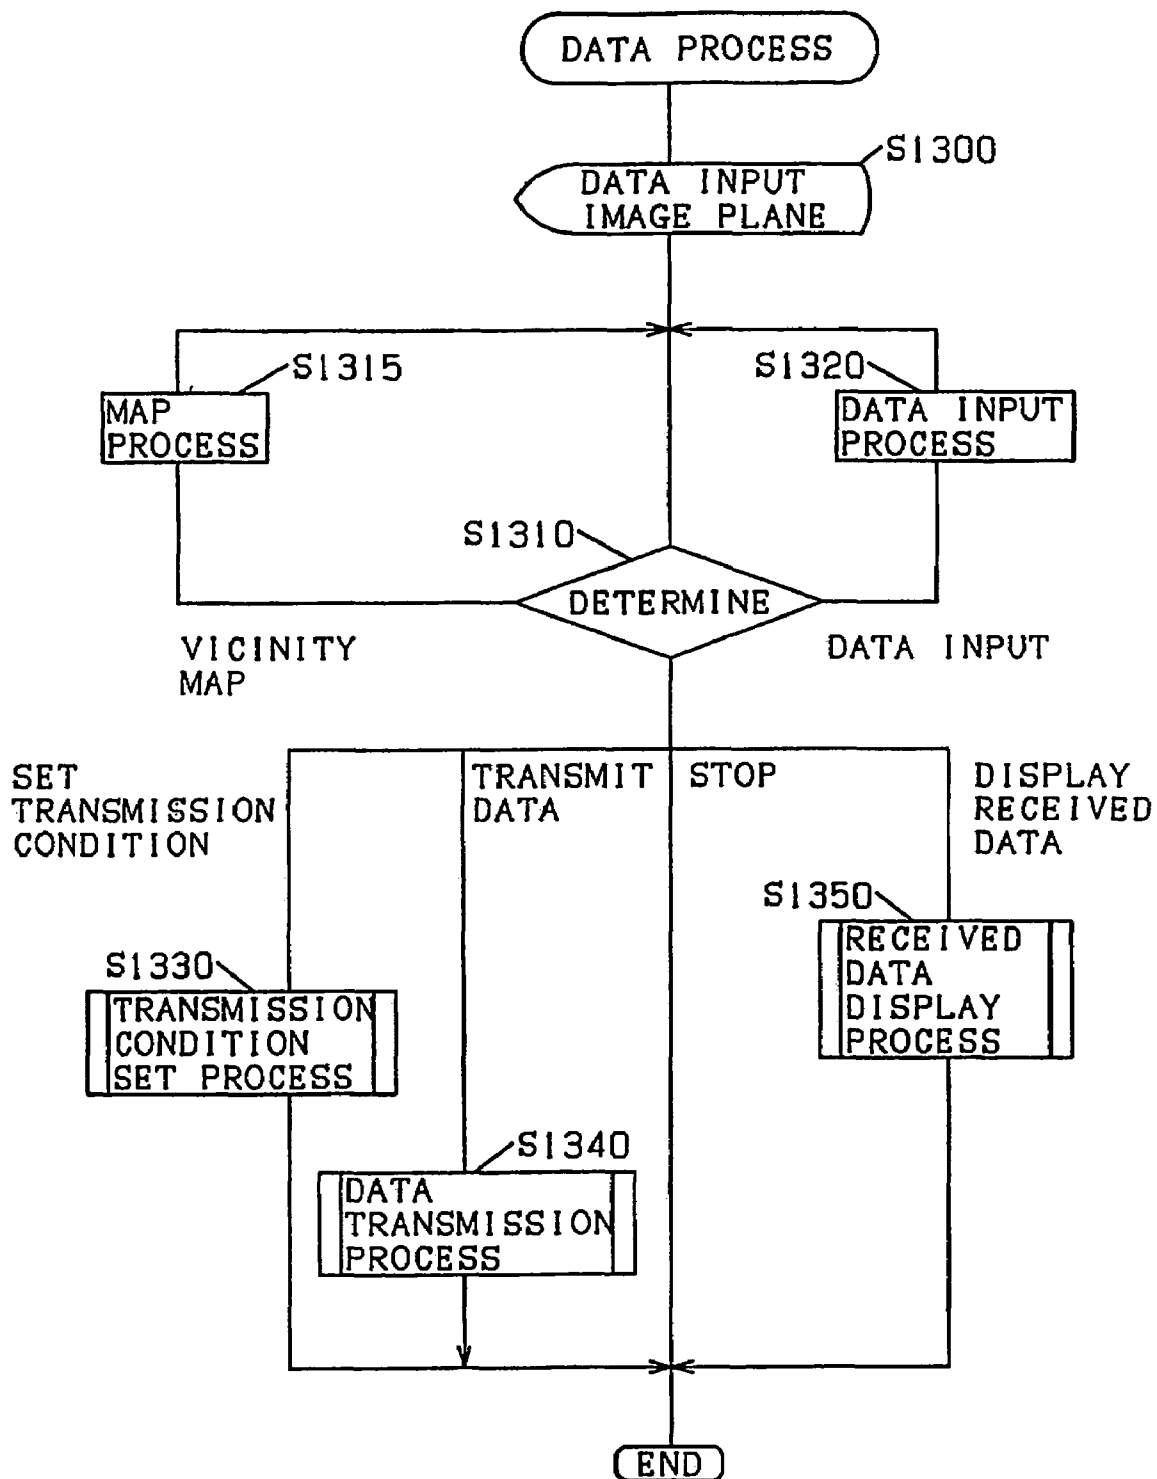 DATA PROCESS
S1300
DATA INPUT
IMAGE PLANE
S1315
MAP
PROCESS
S1320
DATA INPUT
PROCESS
S1310
DETERMINE
VICINITY
MAP
DATA INPUT
SET
TRANSMISSION
CONDITION
TRANSMIT
DATA
STOP
DISPLAY
RECEIVED
DATA
S1350
RECEIVED
DATA
DISPLAY
PROCESS
S1330
TRANSMISSION
CONDITION
SET PROCESS
S1340
DATA
TRANSMISSION
PROCESS
END